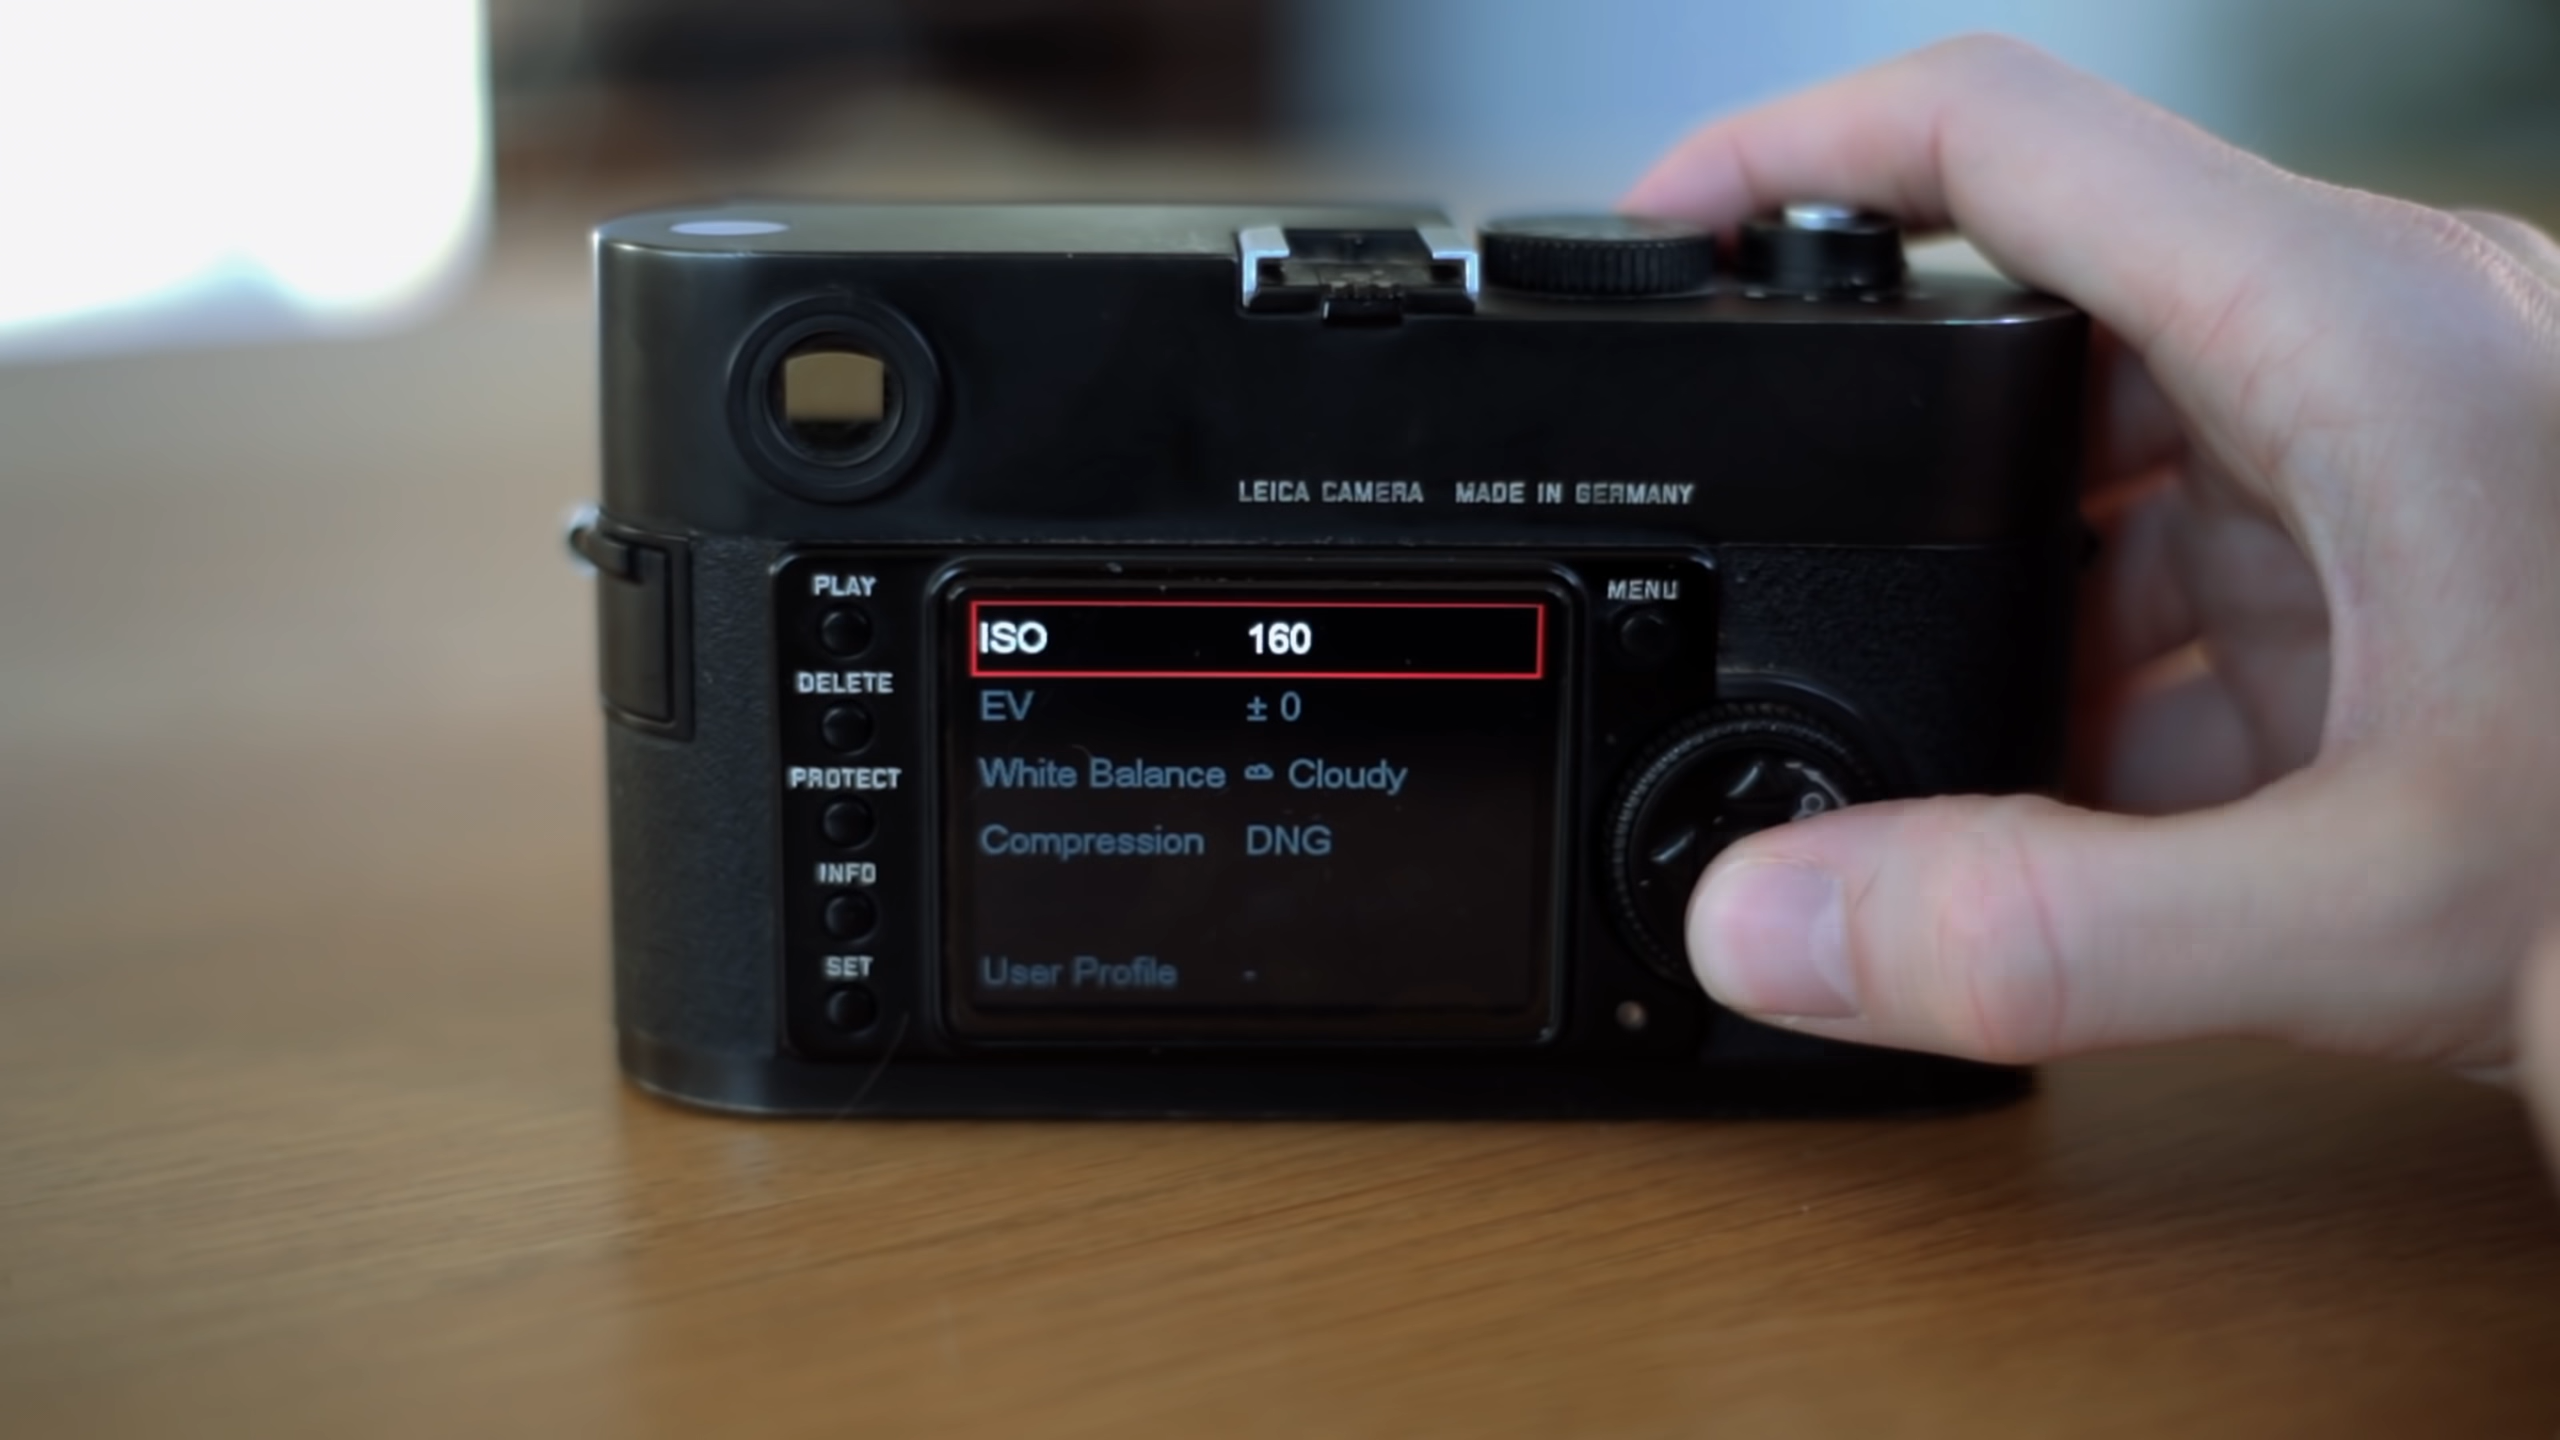 LEICA CAMERA MADE IN GERMANY
PLAY
DELETE
PROTECT
INFO
SET
MENU
ISO 160
EV ± 0
White Balance Cloudy
Compression DNG
User Profile -